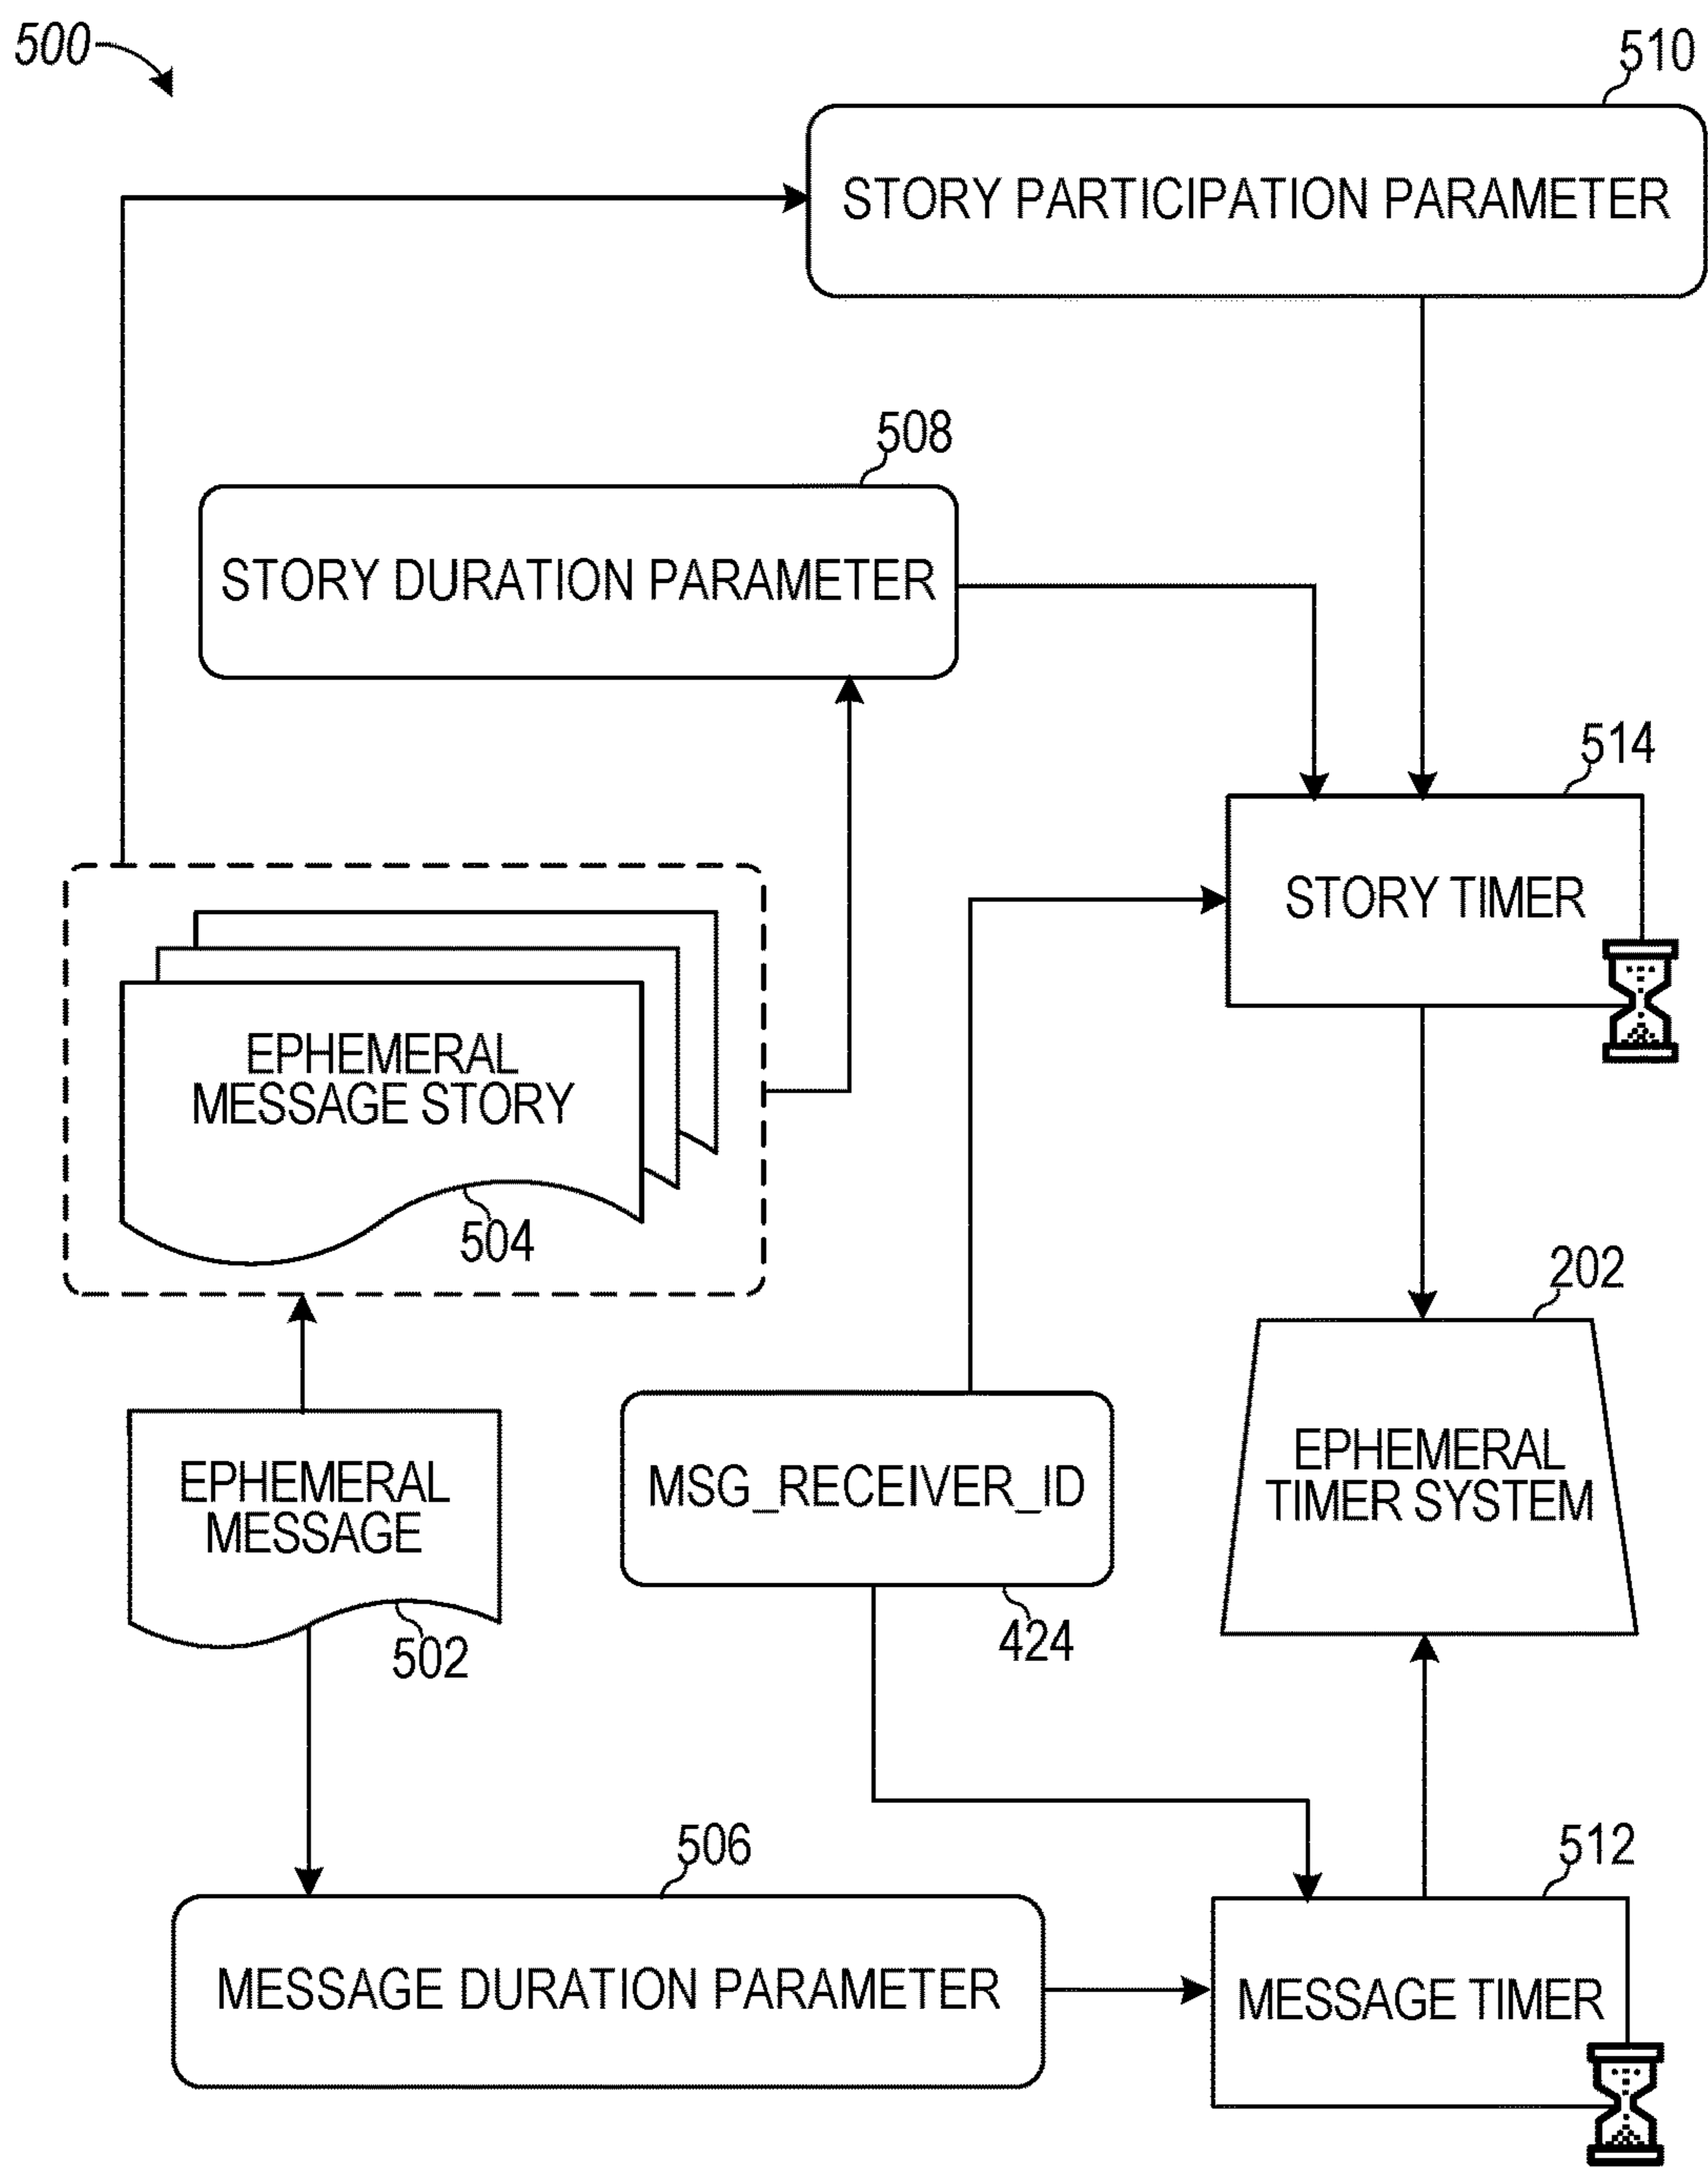 500
510
STORY PARTICIPATION PARAMETER
508
STORY DURATION PARAMETER
514
STORY TIMER
EPHEMERAL
MESSAGE STORY
504
202
EPHEMERAL
TIMER SYSTEM
MSG_RECEIVER_ID
424
EPHEMERAL
MESSAGE
502
506
MESSAGE DURATION PARAMETER
512
MESSAGE TIMER